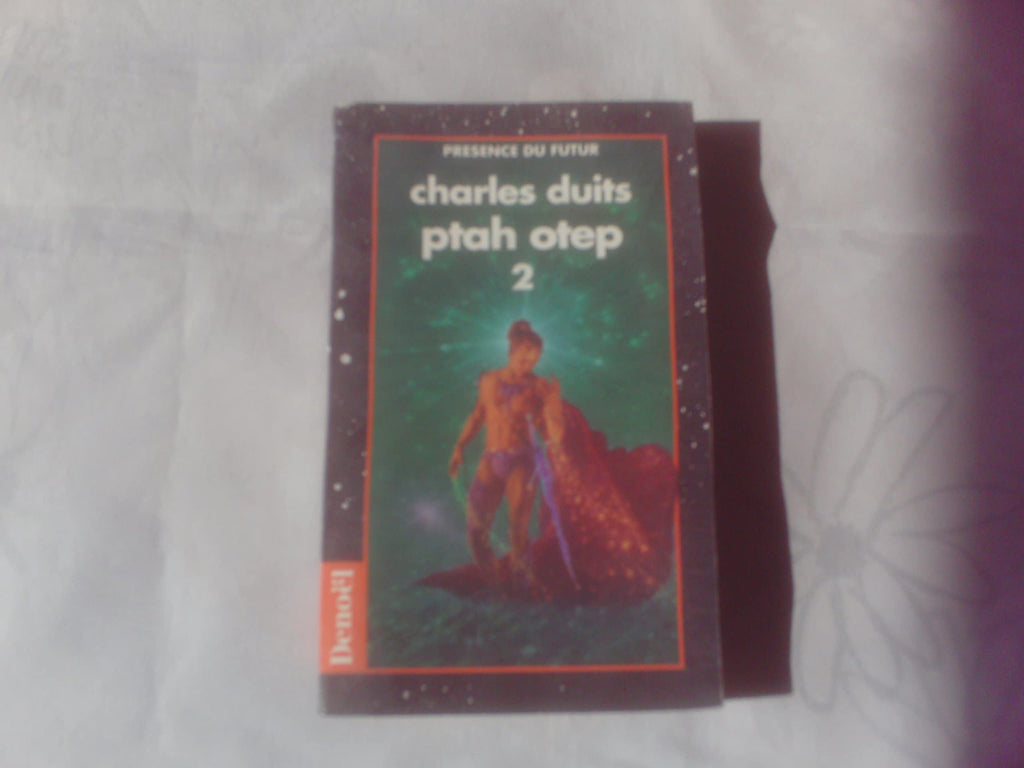 PRESENCE DU FUTUR
charles duits
ptah otep
2
Denoël